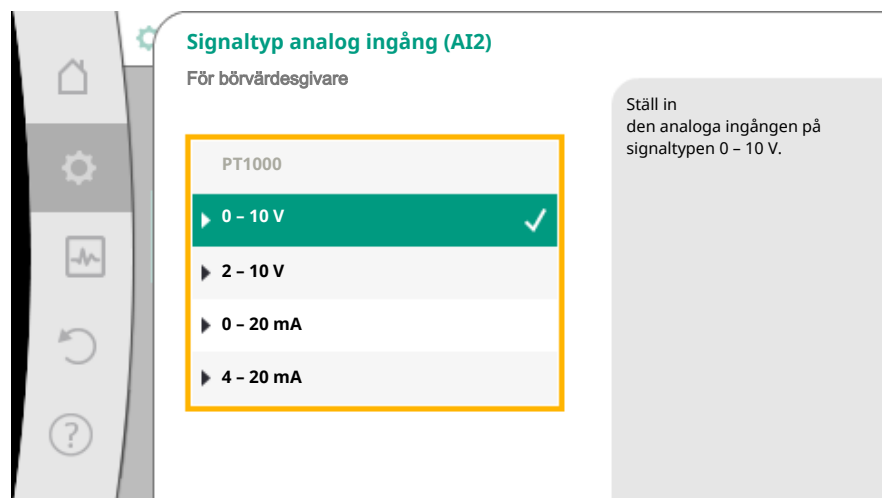 Signaltyp analog ingång (AI2)
För börvärdesgivare
PT1000
0 – 10 V
2 – 10 V
0 – 20 mA
4 – 20 mA
Ställ in
den analoga ingången på
signaltypen 0 – 10 V.
?